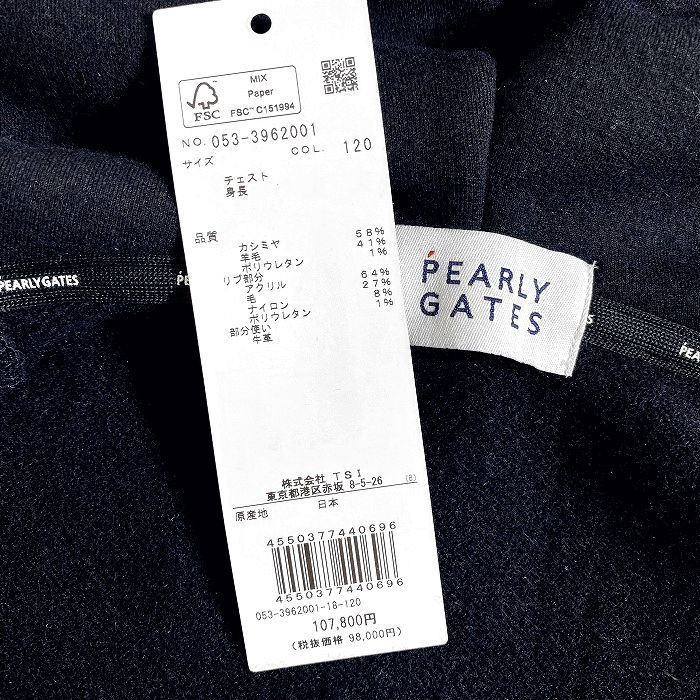 MIX
Paper
FSC
FSC™ C151994
NO. 053-3962001
サイズ COL. 120
チェスト
身長
品質
カシミヤ 58%
羊毛 41%
ポリウレタン 1%
リブ部分
アクリル 64%
毛 27%
ナイロン 8%
ポリウレタン 1%
部分使い
牛革
株式会社 TSI
東京都港区赤坂 8-5-26 (8)
原産地 日本
4550377440696
4550377440696
053-3962001-18-120
107,800円
(税抜価格 98,000円)
PEARLY
GATES
PEARLY GATES
PEARLY